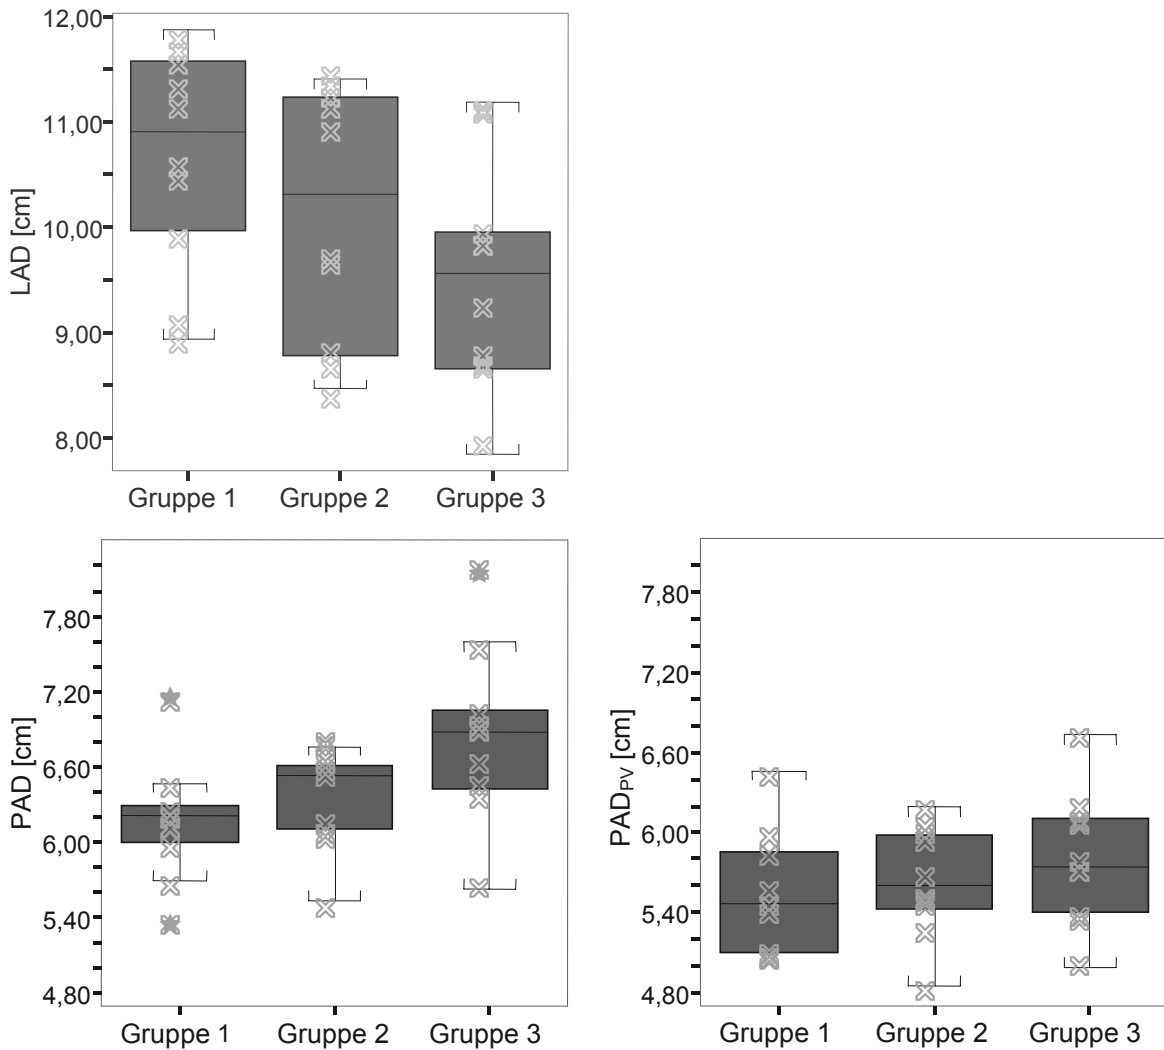 12,00
11,00
10,00
9,00
8,00
LAD [cm]
Gruppe 1 Gruppe 2 Gruppe 3
7,80
7,20
6,60
6,00
5,40
4,80
PAD [cm]
Gruppe 1 Gruppe 2 Gruppe 3
7,80
7,20
6,60
6,00
5,40
4,80
PADPV [cm]
Gruppe 1 Gruppe 2 Gruppe 3